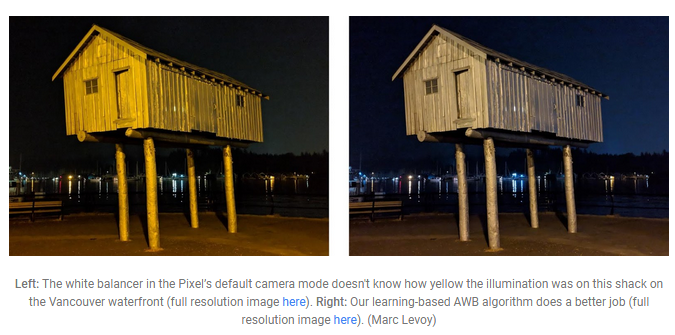 Left: The white balancer in the Pixel's default camera mode doesn't know how yellow the illumination was on this shack on
the Vancouver waterfront (full resolution image here). Right: Our learning-based AWB algorithm does a better job (full
resolution image here). (Marc Levoy)